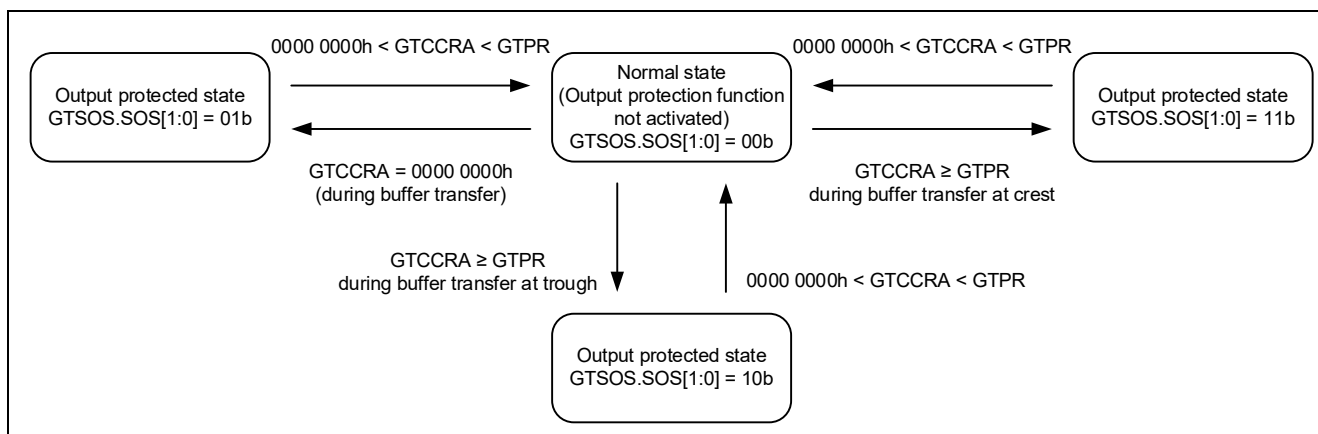 0000 0000h < GTCCRA < GTPR
0000 0000h < GTCCRA < GTPR
Output protected state
GTSOS.SOS[1:0] = 01b
Normal state
(Output protection function
not activated)
GTSOS.SOS[1:0] = 00b
Output protected state
GTSOS.SOS[1:0] = 11b
GTCCRA = 0000 0000h
(during buffer transfer)
GTCCRA ≥ GTPR
during buffer transfer at crest
GTCCRA ≥ GTPR
during buffer transfer at trough
0000 0000h < GTCCRA < GTPR
Output protected state
GTSOS.SOS[1:0] = 10b